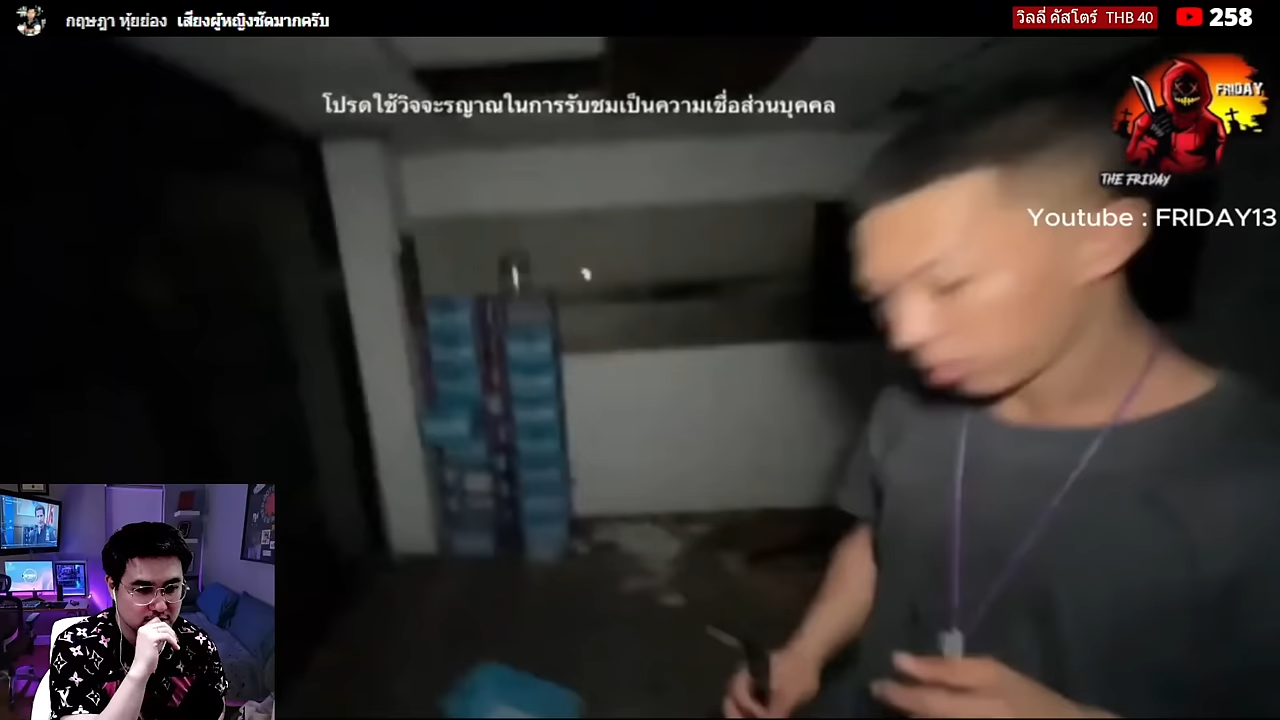 กฤษฎา หุ้ยย่อง เสียงผู้หญิงชัดมากครับ
วิลลี่ คัสโตร์ THB 40
258
โปรดใช้วิจจะรญาณในการรับชมเป็นความเชื่อส่วนบุคคล
FRIDAY
THE FRIDAY
Youtube : FRIDAY13